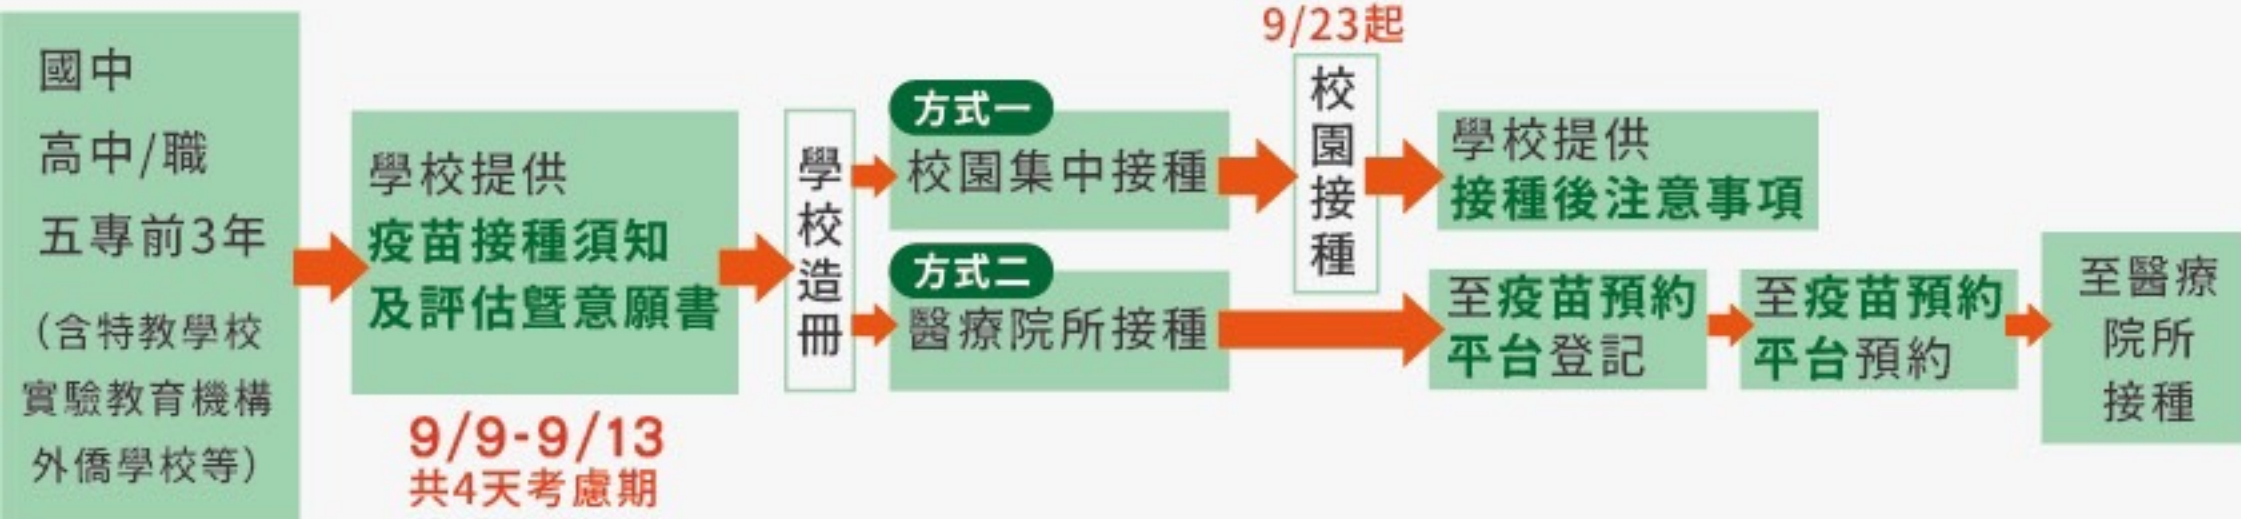 國中
高中/職
五專前3年
(含特教學校
實驗教育機構
外僑學校等)
學校提供
疫苗接種須知
及評估暨意願書
9/9-9/13
共4天考慮期
學校造冊
方式一
校園集中接種
9/23起
校園接種
學校提供
接種後注意事項
方式二
醫療院所接種
至疫苗預約
平台登記
至疫苗預約
平台預約
至醫療
院所
接種